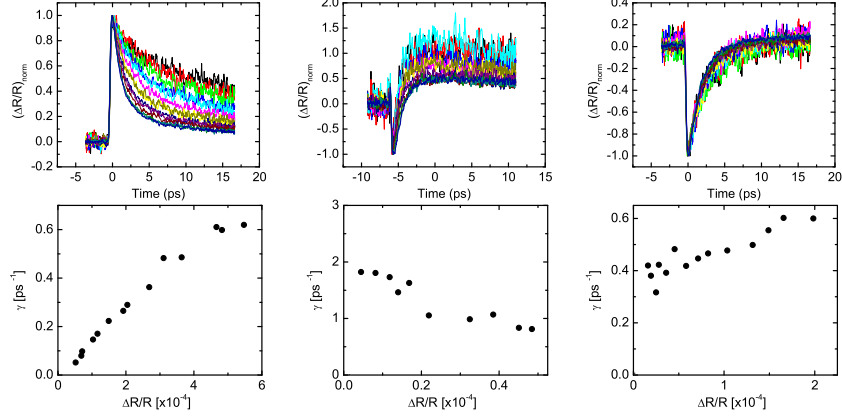 1.0
0.8
0.6
0.4
0.2
0.0
-0.2
(ΔR/R)norm
-5 0 5 10 15 20
Time (ps)
1.5
1.0
0.5
0.0
-0.5
-1.0
(ΔR/R)norm
-10 -5 0 5 10 15
Time (ps)
0.4
0.2
0.0
-0.2
-0.4
-0.6
-0.8
-1.0
(ΔR/R)norm
-5 0 5 10 15 20
Time (ps)
0.6
0.4
0.2
0.0
γ [ps⁻¹]
0 2 4 6
ΔR/R [x10⁻⁴]
3
2
1
0
γ [ps⁻¹]
0.0 0.2 0.4
ΔR/R [x10⁻⁴]
0.6
0.4
0.2
0.0
γ [ps⁻¹]
0 1 2
ΔR/R [x10⁻⁴]